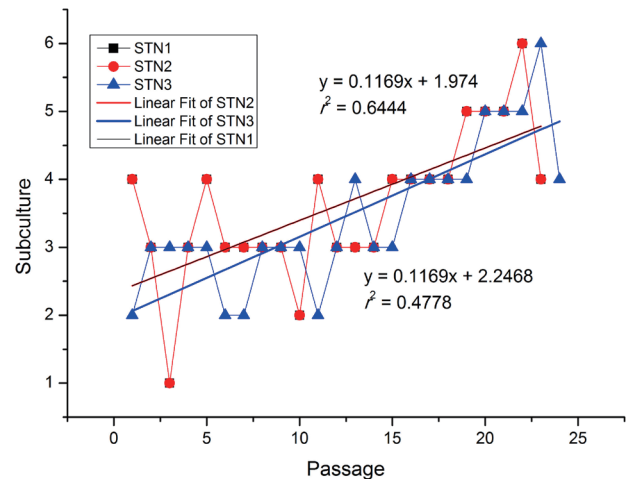 STN1
STN2
STN3
Linear Fit of STN2
Linear Fit of STN3
Linear Fit of STN1
y = 0.1169x + 1.974
r² = 0.6444
y = 0.1169x + 2.2468
r² = 0.4778
Subculture
6
5
4
3
2
1
0 5 10 15 20 25
Passage